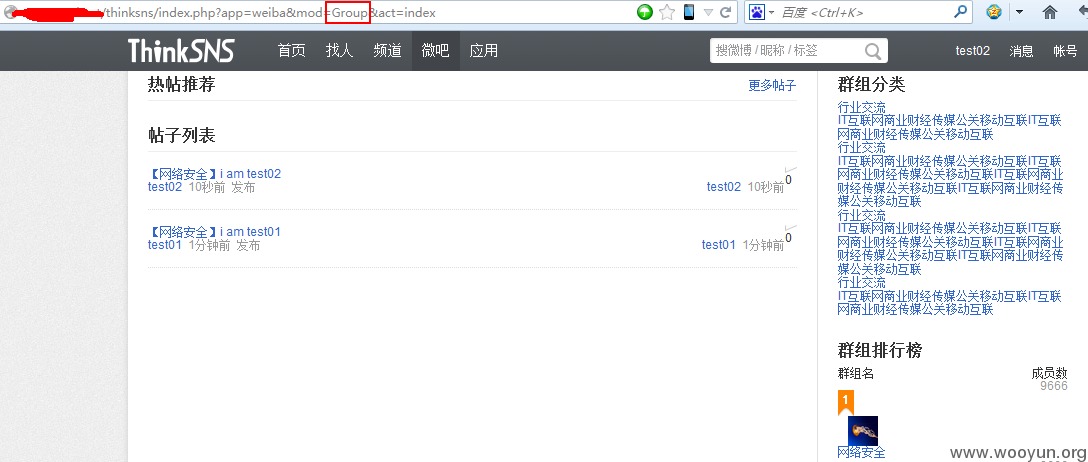 t/thinksns/index.php?app=weiba&mod=Group&act=index
百度 <Ctrl+K>
ThinkSNS 首页 找人 频道 微吧 应用 搜微博 / 昵称 / 标签 test02 消息 帐号
热帖推荐 更多帖子
帖子列表
【网络安全】i am test02
test02 10秒前 发布 test02 10秒前 0
【网络安全】i am test01
test01 1分钟前 发布 test01 1分钟前 0
群组分类
行业交流
IT互联网商业财经传媒公关移动互联IT互联
网商业财经传媒公关移动互联
行业交流
IT互联网商业财经传媒公关移动互联IT互联
网商业财经传媒公关移动互联IT互联网商业
财经传媒公关移动互联IT互联网商业财经传
媒公关移动互联
行业交流
IT互联网商业财经传媒公关移动互联IT互联
网商业财经传媒公关移动互联IT互联网商业
财经传媒公关移动互联IT互联网商业财经传
媒公关移动互联
行业交流
IT互联网商业财经传媒公关移动互联IT互联
网商业财经传媒公关移动互联
群组排行榜
群组名 成员数
9666
1
网络安全
www.wooyun.org